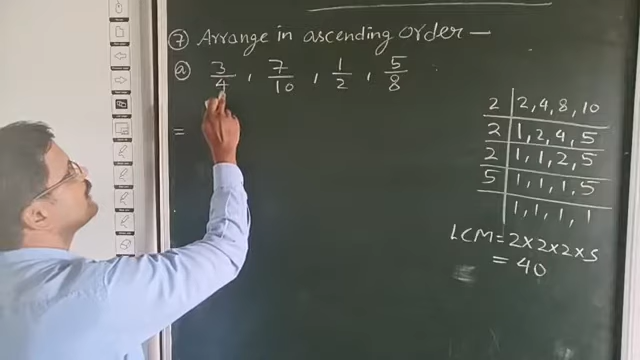 ⑦ Arrange in ascending order —
ⓐ 3/4 , 7/10 , 1/2 , 5/8
=
2 | 2, 4, 8, 10
2 | 1, 2, 4, 5
2 | 1, 1, 2, 5
5 | 1, 1, 1, 5
1, 1, 1, 1
LCM = 2×2×2×5
= 40